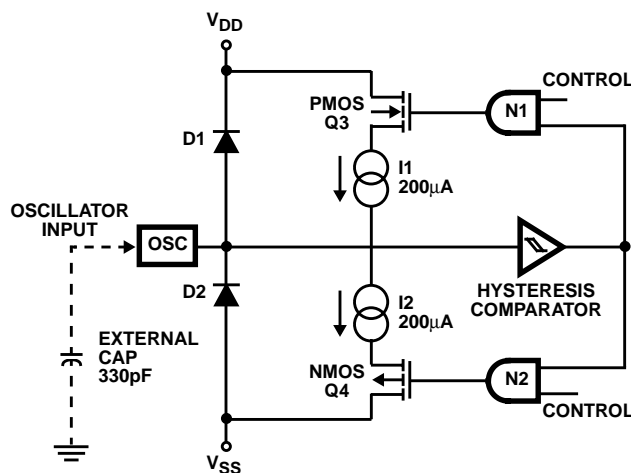 VDD
CONTROL
PMOS
Q3
N1
D1
I1
200µA
OSCILLATOR
INPUT
OSC
D2
I2
200µA
HYSTERESIS
COMPARATOR
EXTERNAL
CAP
330pF
NMOS
Q4
N2
CONTROL
VSS